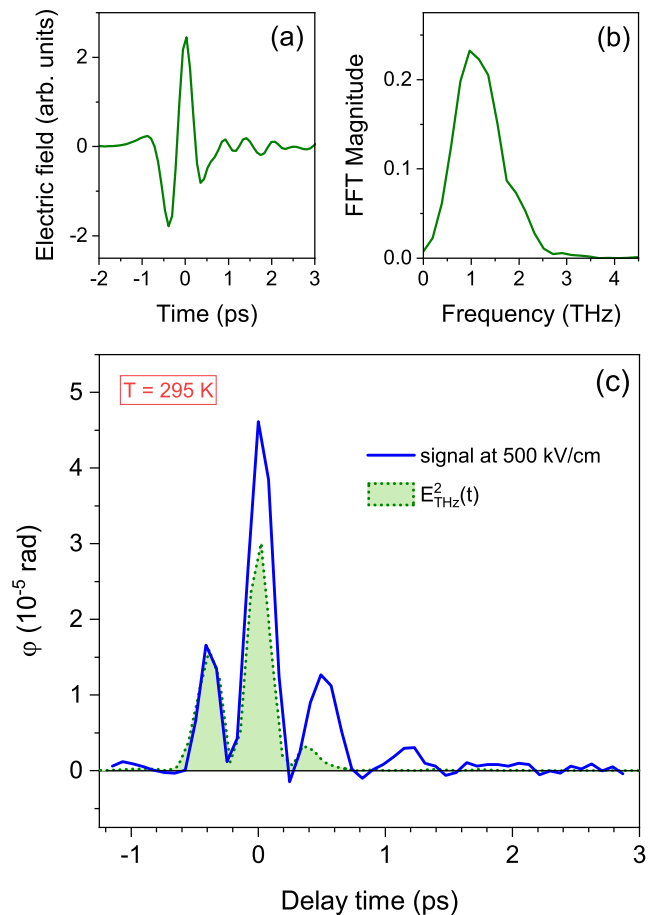 (a)
Electric field (arb. units)
2
0
-2
-2 -1 0 1 2 3
Time (ps)
(b)
FFT Magnitude
0.2
0.1
0.0
0 1 2 3 4
Frequency (THz)
(c)
T = 295 K
signal at 500 kV/cm
E²THz(t)
φ (10⁻⁵ rad)
5
4
3
2
1
0
-1 0 1 2 3
Delay time (ps)